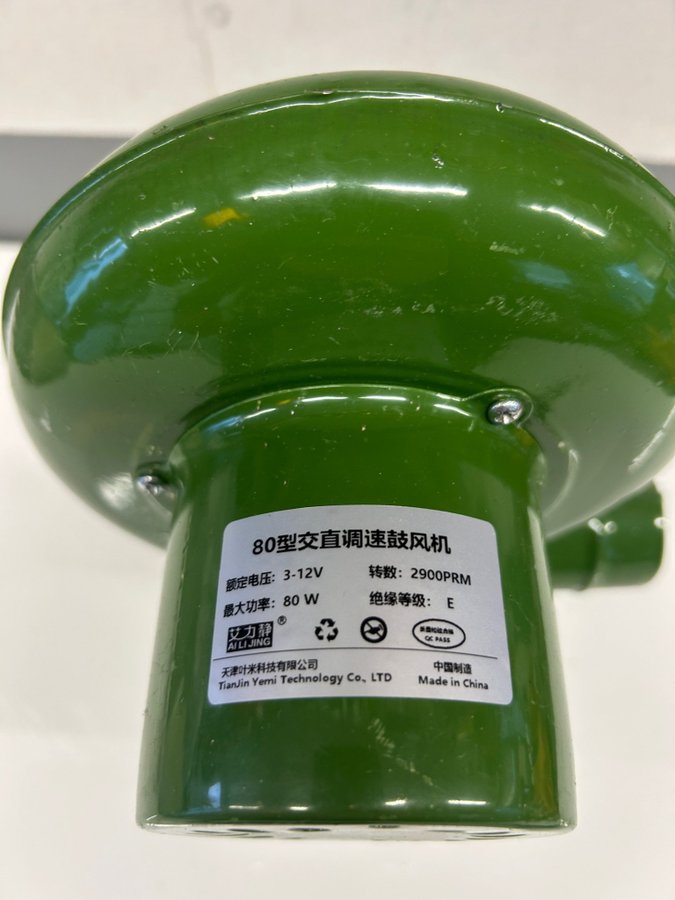 80型交直调速鼓风机
额定电压：3-12V 转数：2900PRM
最大功率：80 W 绝缘等级： E
艾力静 ®
AI LI JING
QC PASS
天津叶米科技有限公司 中国制造
TianJin Yemi Technology Co., LTD Made in China